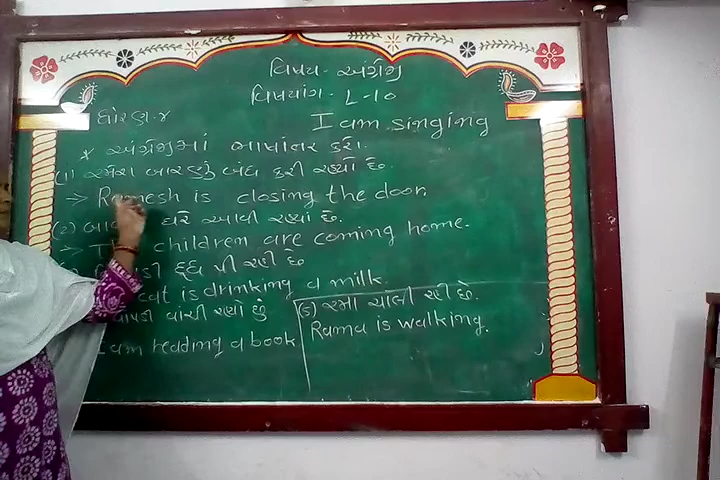 વિષય - અંગ્રેજી
વિષયાંગ - L-10
ધોરણ - ૪
I am singing
* અંગ્રેજીમાં ભાષાંતર કરો.
(1) રમેશ બારણું બંધ કરી રહ્યો છે.
→ Ramesh is closing the door.
(2) ઘરે આવી રહ્યાં છે.
→ children are coming home.
દૂધ પી રહી છે
cat is drinking a milk.
વાંચી રહ્યો છું
I am reading a book
(5) રમા ચાલી રહી છે.
Rama is walking.